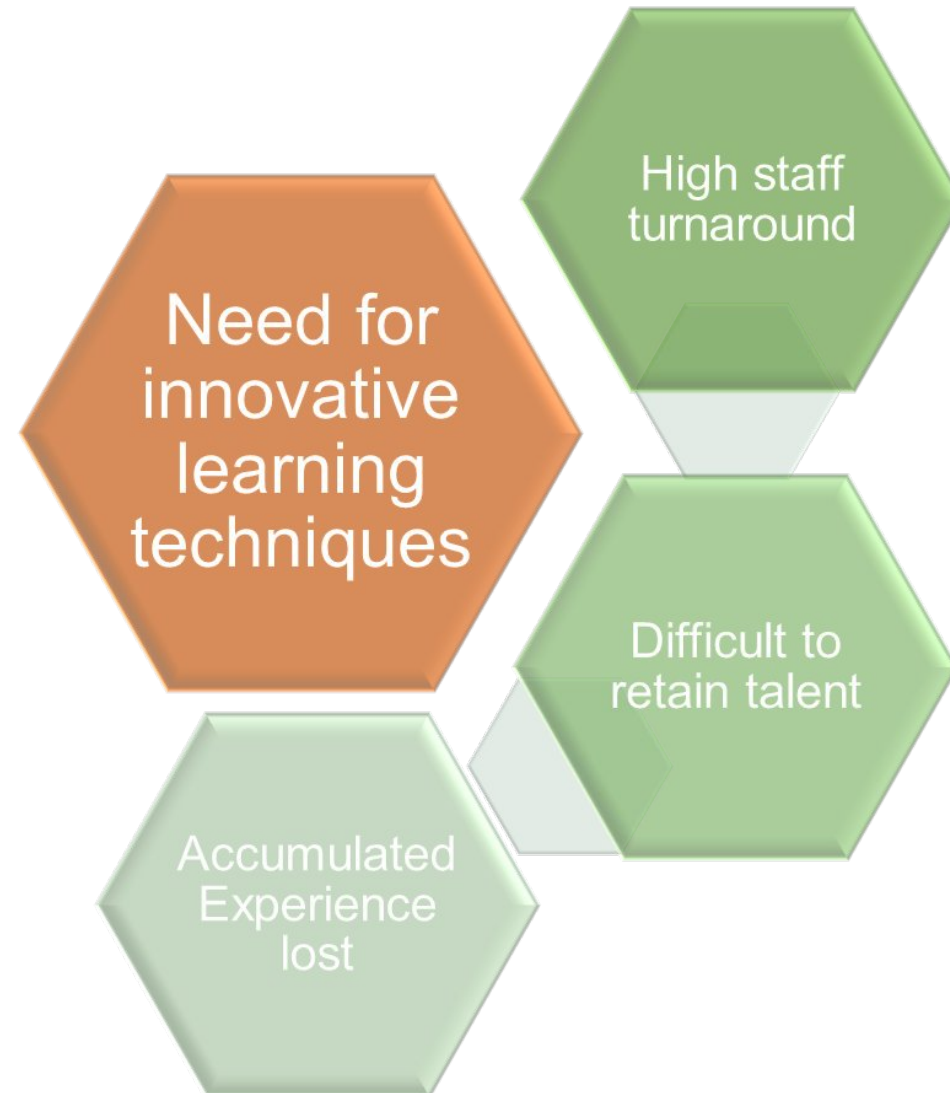 Need for
innovative
learning
techniques
High staff
turnaround
Difficult to
retain talent
Accumulated
Experience
lost